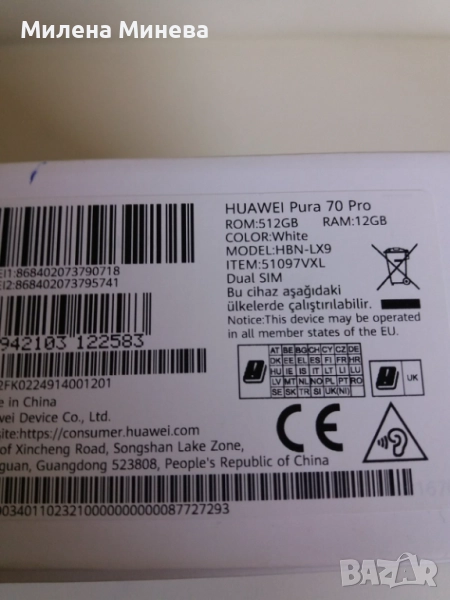 Милена Минева
HUAWEI Pura 70 Pro
ROM:512GB RAM:12GB
COLOR:White
MODEL:HBN-LX9
ITEM:51097VXL
Dual SIM
Bu cihaz aşağıdaki
ülkelerde çalıştırılabilir.
Notice:This device may be operated
in all member states of the EU.
EI1:868402073790718
EI2:868402073795741
942103 122583
2FK0224914001201
e in China
wei Device Co., Ltd.
site:https://consumer.huawei.com
of Xincheng Road, Songshan Lake Zone,
guan, Guangdong 523808, People's Republic of China
AT BE BG CH CY CZ DE
DK EE EL ES FI FR HR
HU IE IS IT LI LT LU
LV MT NL NO PL PT RO
SE SK TR SI UK(NI)
UK
CE
00340110232100000000000087727293
BAZAR